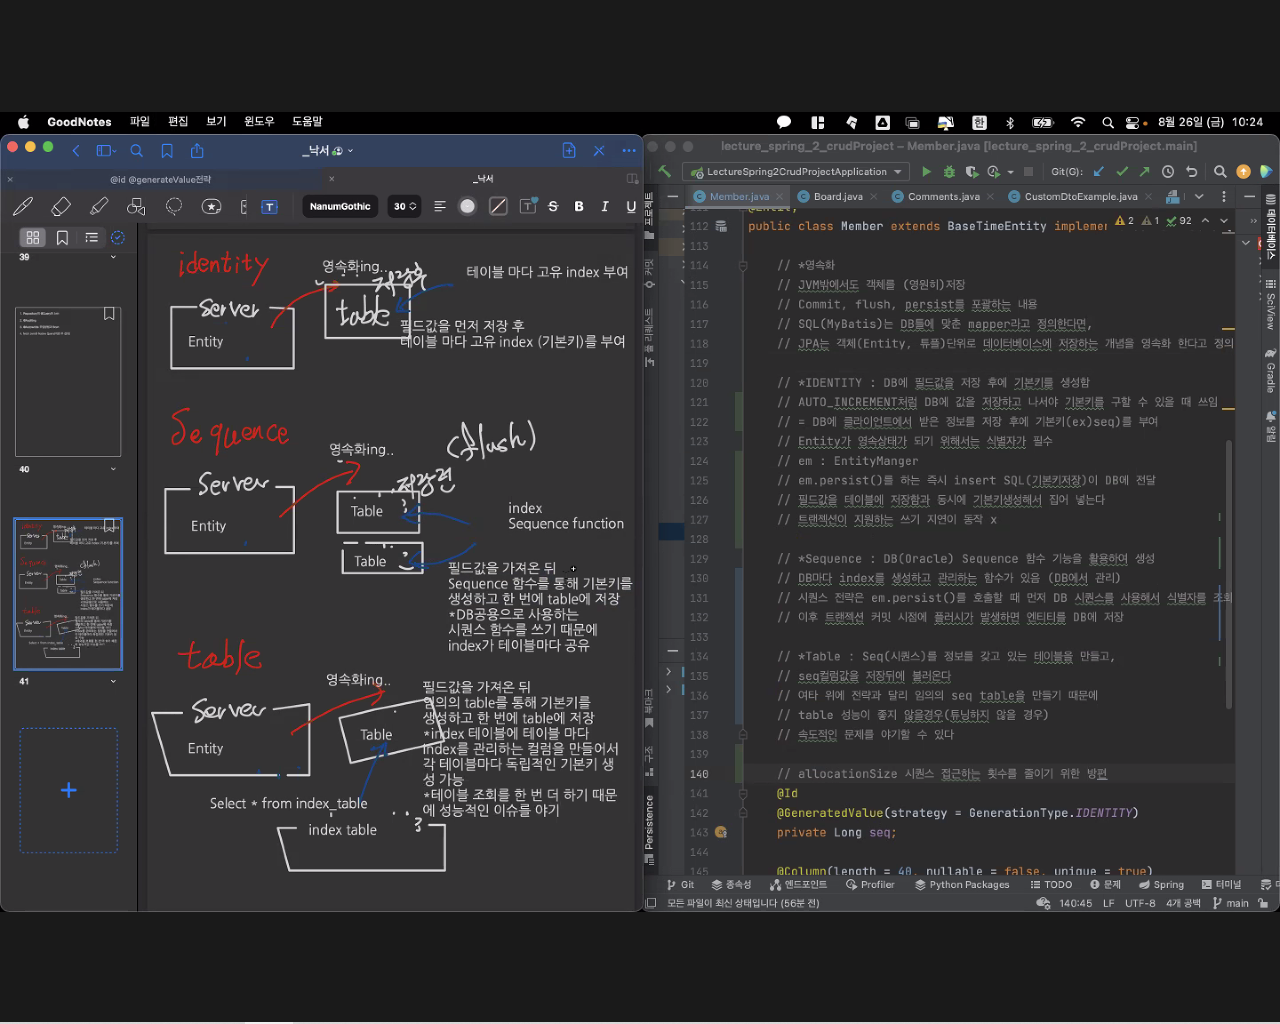 GoodNotes 파일 편집 보기 윈도우 도움말
한
8월 26일 (금) 10:24
_낙서
lecture_spring_2_crudProject – Member.java [lecture_spring_2_crudProject.main]
@id @generateValue전략
_낙서
LectureSpring2CrudProjectApplication
Git(G):
NanumGothic 30
S B I U
Member.java Board.java Comments.java CustomDtoExample.java
39
40
41
identity
영속화ing..
저장후
테이블 마다 고유 index 부여
Server
Entity
table
필드값을 먼저 저장 후
테이블 마다 고유 index (기본키)를 부여
Sequence
(flush)
영속화ing..
저장전
Server
Entity
Table
Table
index
Sequence function
필드값을 가져온 뒤
Sequence 함수를 통해 기본키를
생성하고 한 번에 table에 저장
*DB공용으로 사용하는
시퀀스 함수를 쓰기 때문에
index가 테이블마다 공유
table
영속화ing..
Server
Entity
Table
필드값을 가져온 뒤
임의의 table를 통해 기본키를
생성하고 한 번에 table에 저장
*index 테이블에 테이블 마다
index를 관리하는 컬럼을 만들어서
각 테이블마다 독립적인 기본키 생
성 가능
*테이블 조회를 한 번 더 하기 때문
에 성능적인 이슈를 야기
Select * from index_table
index table
2 1 92
112 public class Member extends BaseTimeEntity implemen
113
114 // *영속화
115 // JVM밖에서도 객체를 (영원히)저장
116 // Commit, flush, persist를 포괄하는 내용
117 // SQL(MyBatis)는 DB틀에 맞춘 mapper라고 정의한다면,
118 // JPA는 객체(Entity, 튜플)단위로 데이터베이스에 저장하는 개념을 영속화 한다고 정의
119
120 // *IDENTITY : DB에 필드값을 저장 후에 기본키를 생성함
121 // AUTO_INCREMENT처럼 DB에 값을 저장하고 나서야 기본키를 구할 수 있을 때 쓰임
122 // = DB에 클라이언트에서 받은 정보를 저장 후에 기본키(ex)seq)를 부여
123 // Entity가 영속상태가 되기 위해서는 식별자가 필수
124 // em : EntityManger
125 // em.persist()를 하는 즉시 insert SQL(기본키저장)이 DB에 전달
126 // 필드값을 테이블에 저장함과 동시에 기본키생성해서 집어 넣는다
127 // 트랜젝션이 지원하는 쓰기 지연이 동작 x
128
129 // *Sequence : DB(Oracle) Sequence 함수 기능을 활용하여 생성
130 // DB마다 index를 생성하고 관리하는 함수가 있음 (DB에서 관리)
131 // 시퀀스 전략은 em.persist()를 호출할 때 먼저 DB 시퀀스를 사용해서 식별자를 조회
132 // 이후 트랜젝션 커밋 시점에 플러시가 발생하면 엔티티를 DB에 저장
133
134 // *Table : Seq(시퀀스)를 정보를 갖고 있는 테이블을 만들고,
135 // seq컬럼값을 저장뒤에 불러온다
136 // 여타 위에 전략과 달리 임의의 seq table을 만들기 때문에
137 // table 성능이 좋지 않을경우(튜닝하지 않을 경우)
138 // 속도적인 문제를 야기할 수 있다
139
140 // allocationSize 시퀀스 접근하는 횟수를 줄이기 위한 방편
141 @Id
142 @GeneratedValue(strategy = GenerationType.IDENTITY)
143 private Long seq;
144
145 @Column(length = 40, nullable = false, unique = true)
프로젝트
커밋
풀 리퀘스트
북마크
구조
Persistence
데이터베이스
SciView
Gradle
알림
Git 종속성 엔드포인트 Profiler Python Packages TODO 문제 Spring 터미널
모든 파일이 최신 상태입니다 (56분 전)
140:45 LF UTF-8 4개 공백 main